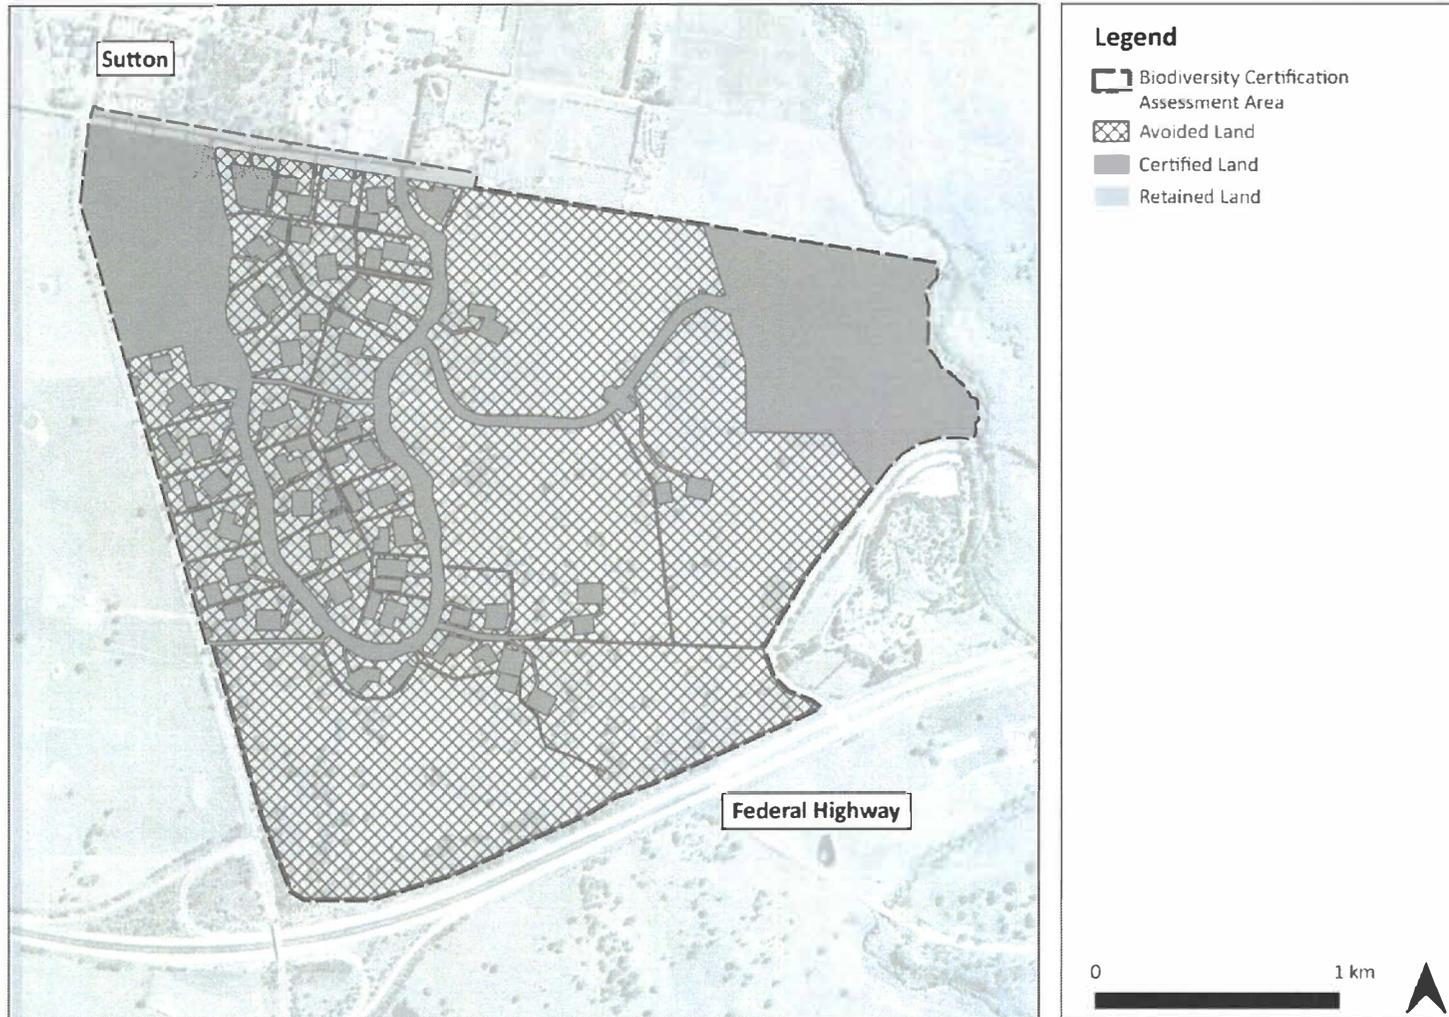 Sutton
Federal Highway
Legend
Biodiversity Certification
Assessment Area
Avoided Land
Certified Land
Retained Land
0 1 km